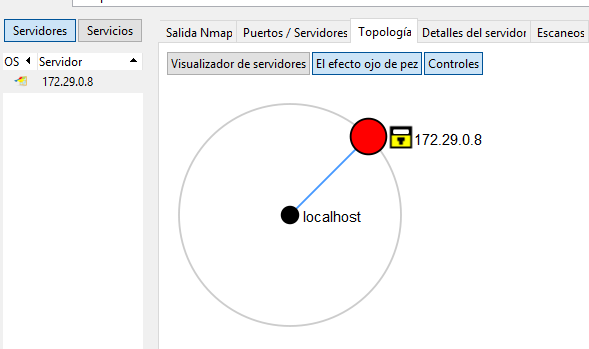 Servidores Servicios Salida Nmap Puertos / Servidores Topología Detalles del servidor Escaneos
OS Servidor Visualizador de servidores El efecto ojo de pez Controles
172.29.0.8
172.29.0.8
localhost